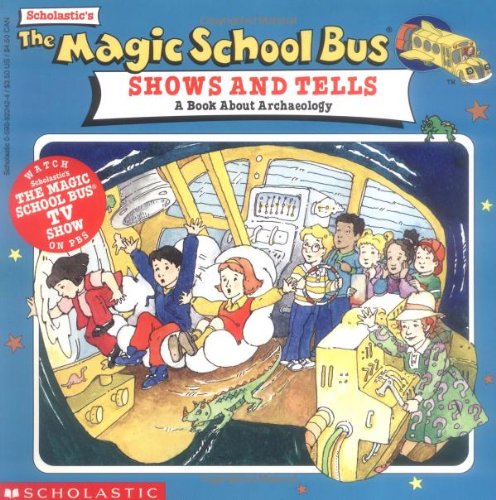 Scholastic's
The Magic School Bus®
SHOWS AND TELLS
A Book About Archaeology
TM
WATCH
Scholastic's
THE MAGIC
SCHOOL BUS®
TV
SHOW
ON PBS
SCHOLASTIC